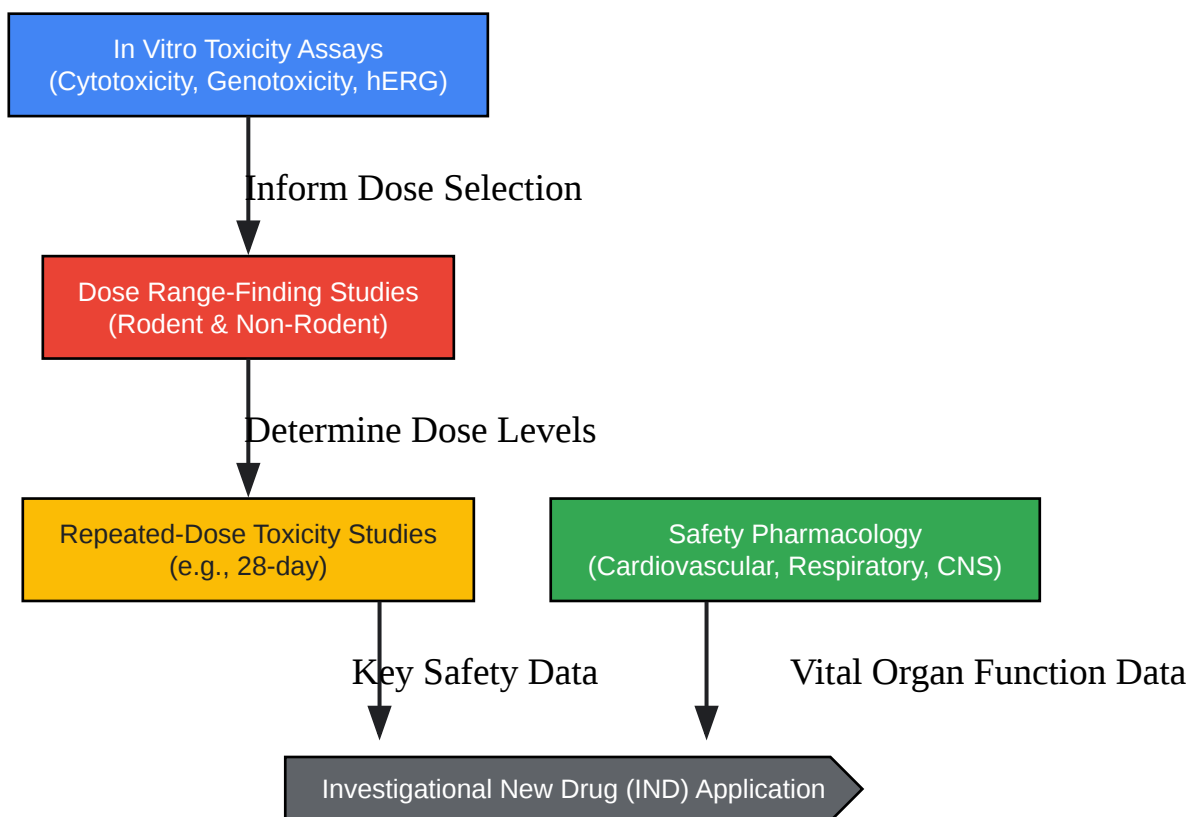 In Vitro Toxicity Assays
(Cytotoxicity, Genotoxicity, hERG)
Inform Dose Selection
Dose Range-Finding Studies
(Rodent & Non-Rodent)
Determine Dose Levels
Repeated-Dose Toxicity Studies
(e.g., 28-day)
Safety Pharmacology
(Cardiovascular, Respiratory, CNS)
Key Safety Data
Vital Organ Function Data
Investigational New Drug (IND) Application